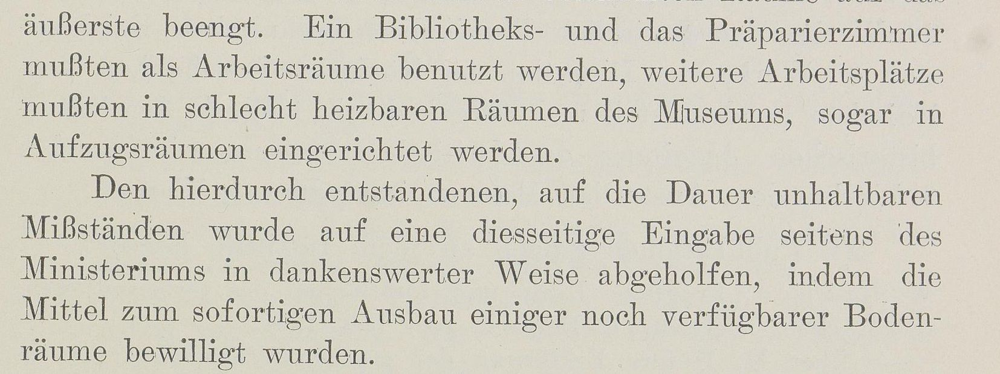 äußerste beengt. Ein Bibliotheks- und das Präparierzimmer
mußten als Arbeitsräume benutzt werden, weitere Arbeitsplätze
mußten in schlecht heizbaren Räumen des Museums, sogar in
Aufzugsräumen eingerichtet werden.
Den hierdurch entstandenen, auf die Dauer unhaltbaren
Mißständen wurde auf eine diesseitige Eingabe seitens des
Ministeriums in dankenswerter Weise abgeholfen, indem die
Mittel zum sofortigen Ausbau einiger noch verfügbarer Boden-
räume bewilligt wurden.